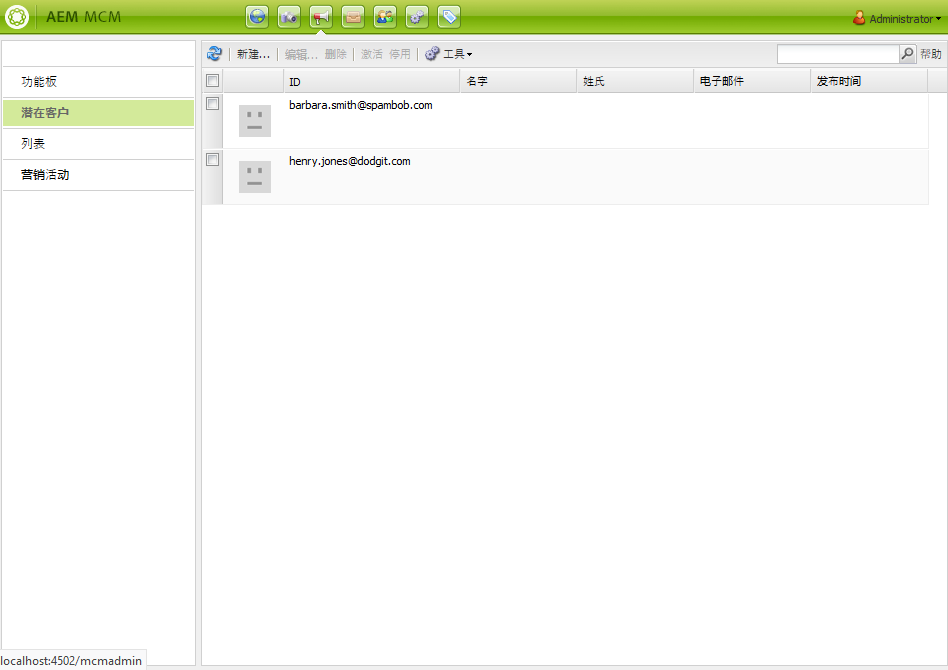 AEM MCM
Administrator
新建... 编辑... 删除 激活 停用 工具 帮助
功能板
潜在客户
列表
营销活动
ID 名字 姓氏 电子邮件 发布时间
barbara.smith@spambob.com
henry.jones@dodgit.com
localhost:4502/mcmadmin